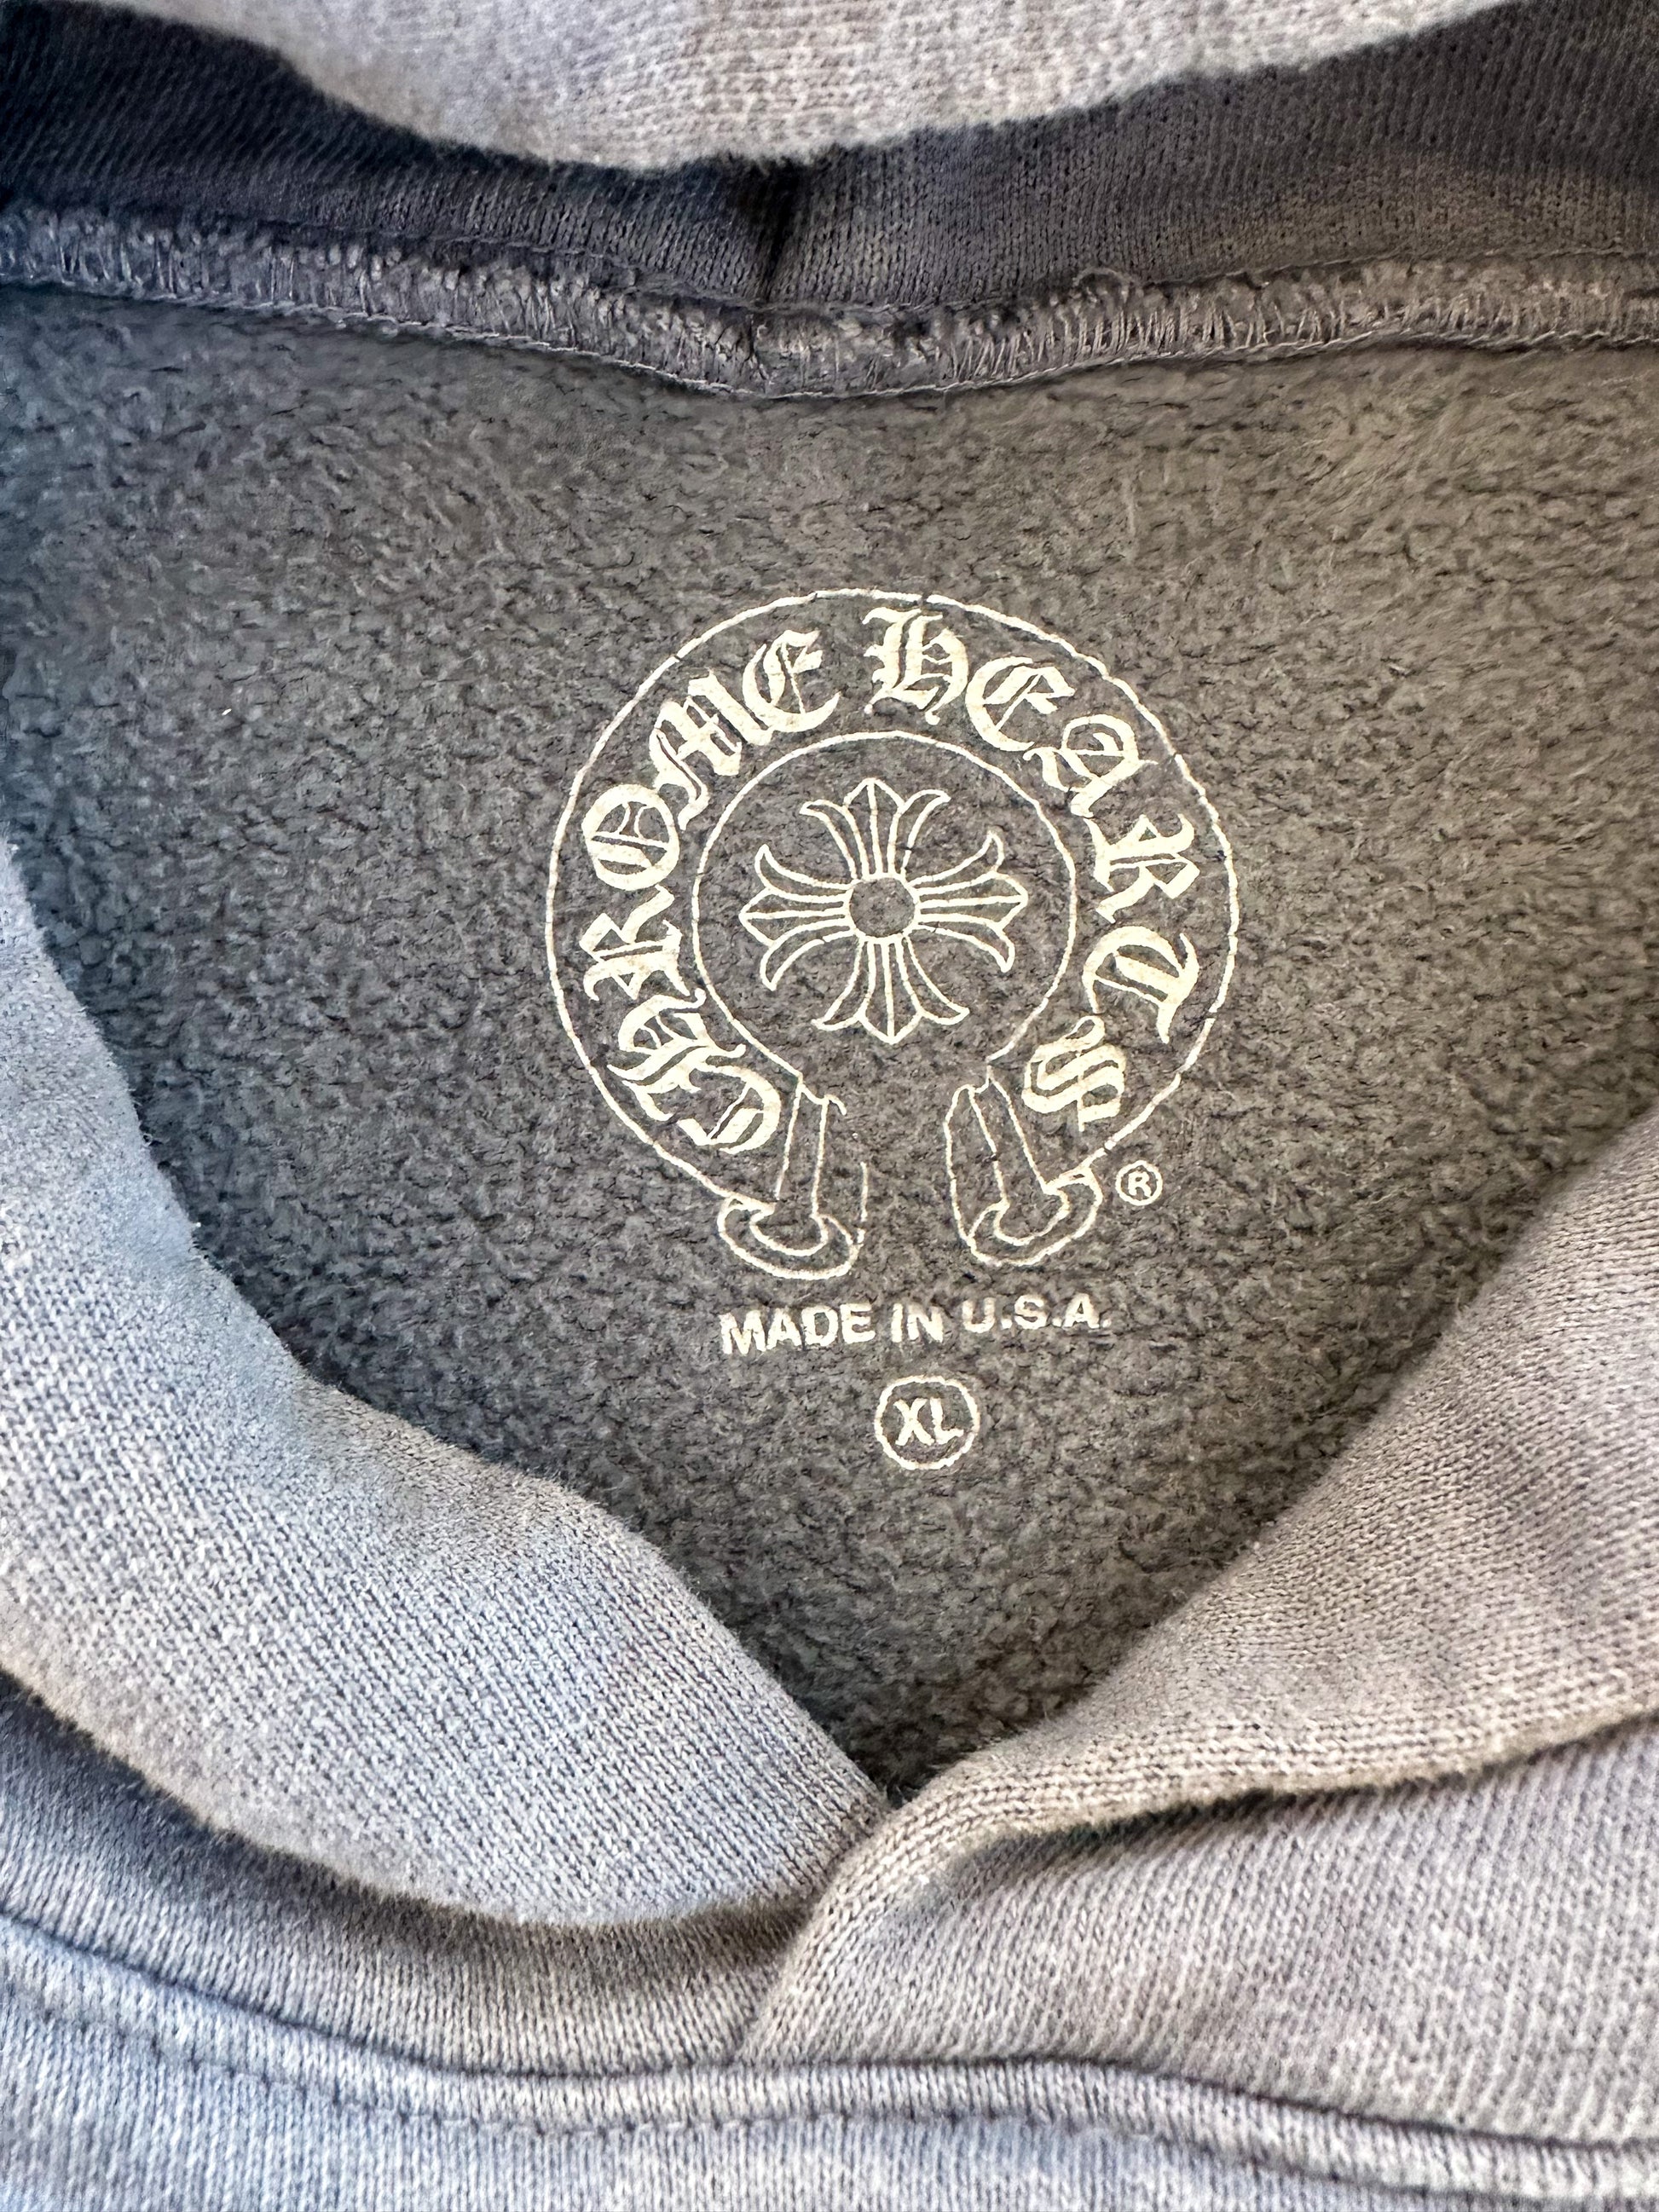 CHROME HEARTS
®
MADE IN U.S.A.
XL